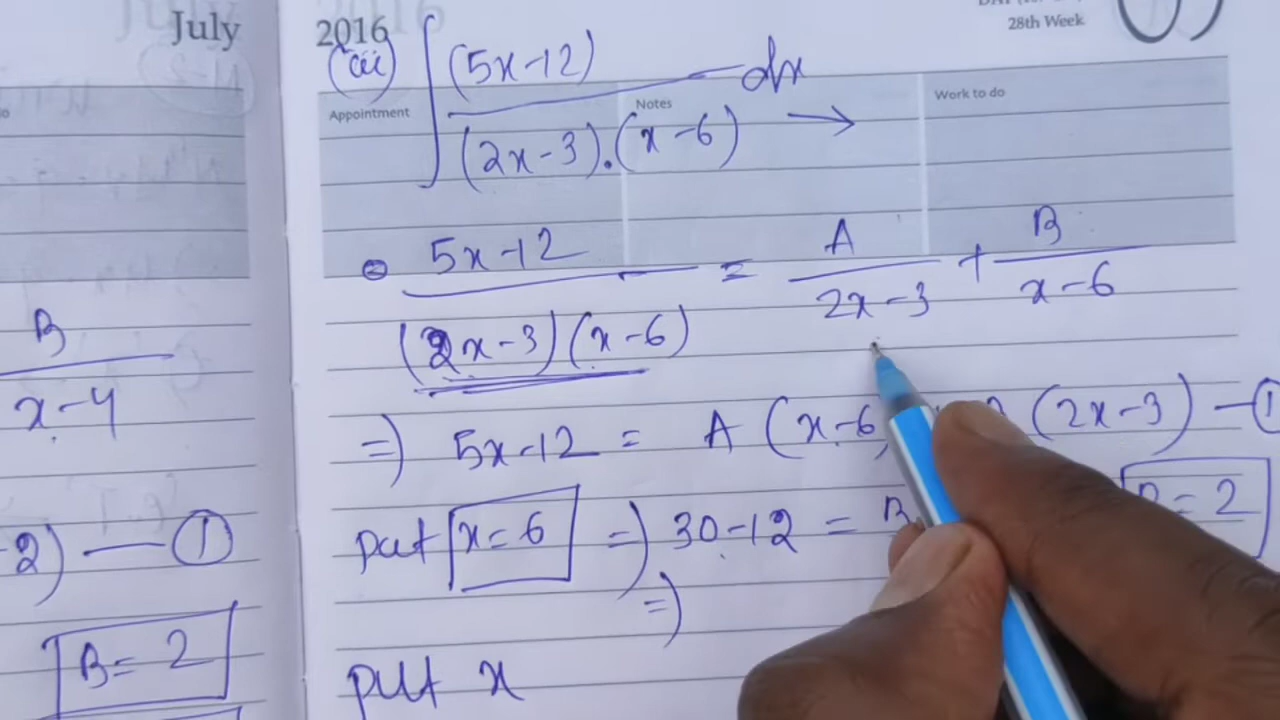 July
2016
28th Week
(iii) ∫ (5x-12) / (2x-3).(x-6) dx →
Appointment
Notes
Work to do
(5x-12) / (2x-3)(x-6) = A / (2x-3) + B / (x-6)
B / (x-4)
=> 5x-12 = A (x-6) (2x-3) — ①
put x=6 => 30-12 = B = 2
2) — ①
=>
B= 2
put x